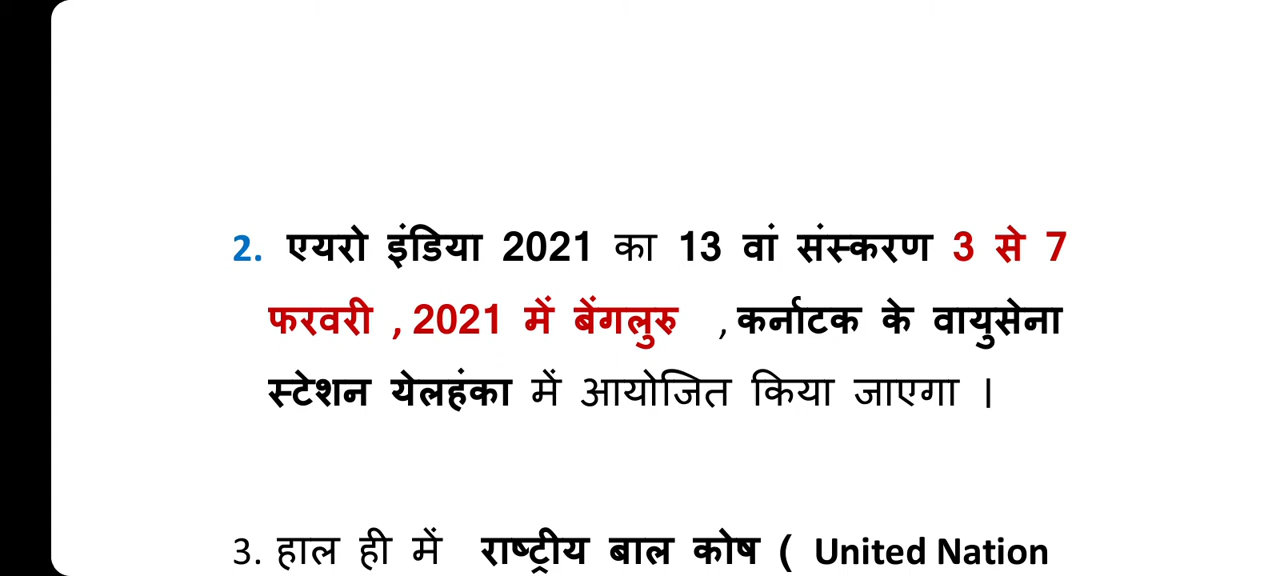 2. एयरो इंडिया 2021 का 13 वां संस्करण 3 से 7
फरवरी , 2021 में बेंगलुरु , कर्नाटक के वायुसेना
स्टेशन येलहंका में आयोजित किया जाएगा ।
3. हाल ही में राष्ट्रीय बाल कोष ( United Nation